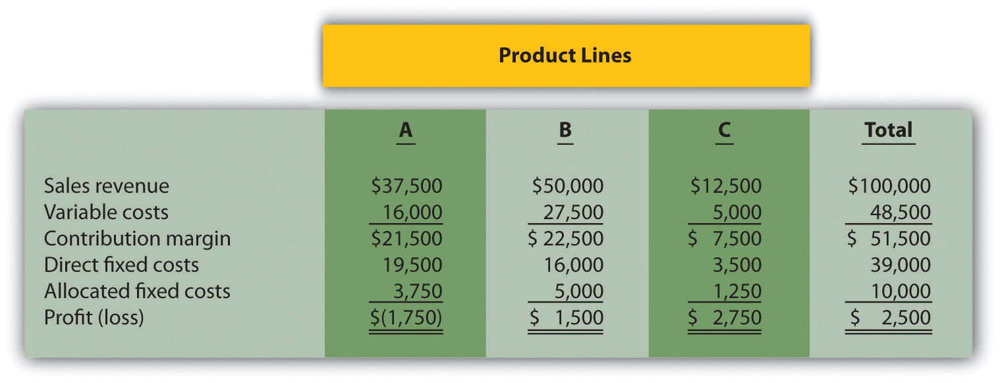 Product Lines
A B C Total
Sales revenue $37,500 $50,000 $12,500 $100,000
Variable costs 16,000 27,500 5,000 48,500
Contribution margin $21,500 $ 22,500 $ 7,500 $ 51,500
Direct fixed costs 19,500 16,000 3,500 39,000
Allocated fixed costs 3,750 5,000 1,250 10,000
Profit (loss) $(1,750) $ 1,500 $ 2,750 $ 2,500